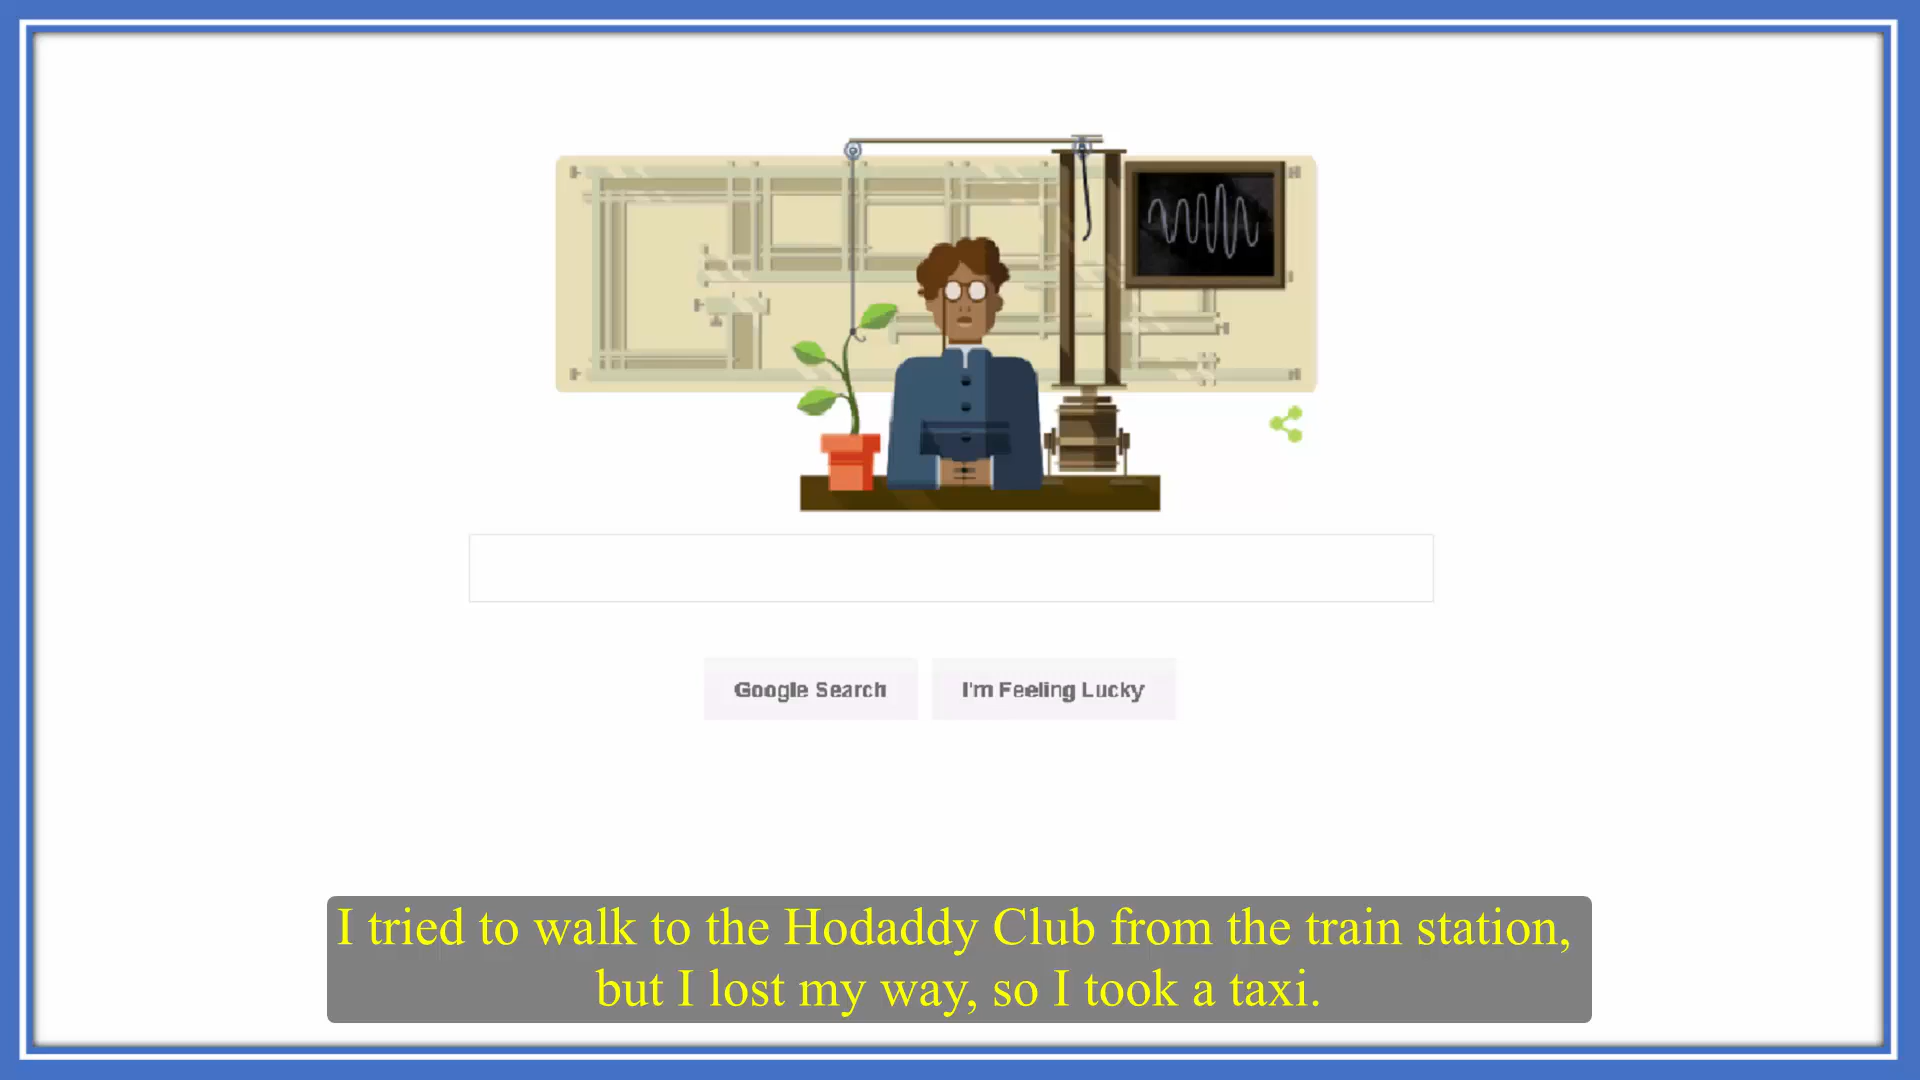 Google Search
I'm Feeling Lucky
I tried to walk to the Hodaddy Club from the train station,
but I lost my way, so I took a taxi.